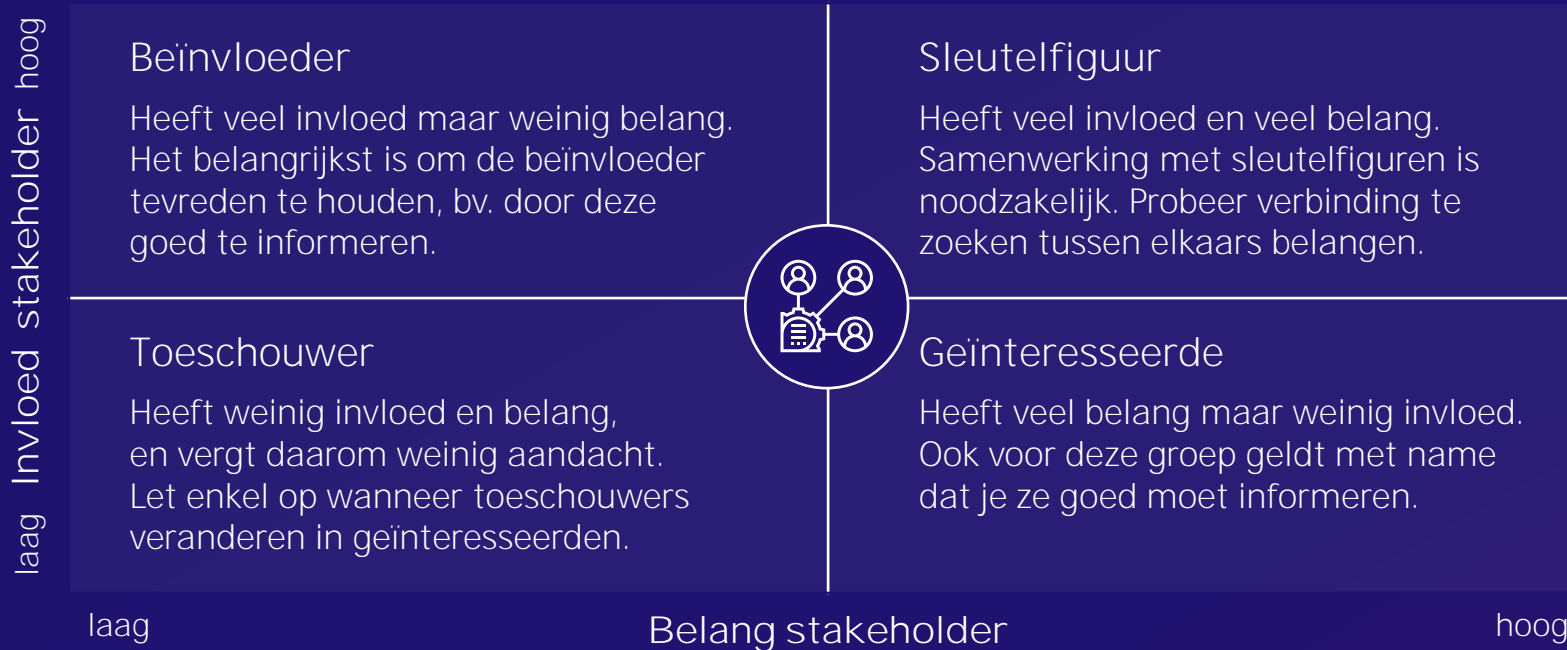 Beïnvloeder
Heeft veel invloed maar weinig belang.
Het belangrijkst is om de beïnvloeder
tevreden te houden, bv. door deze
goed te informeren.
Sleutelfiguur
Heeft veel invloed en veel belang.
Samenwerking met sleutelfiguren is
noodzakelijk. Probeer verbinding te
zoeken tussen elkaars belangen.
Toeschouwer
Heeft weinig invloed en belang,
en vergt daarom weinig aandacht.
Let enkel op wanneer toeschouwers
veranderen in geïnteresseerden.
Geïnteresseerde
Heeft veel belang maar weinig invloed.
Ook voor deze groep geldt met name
dat je ze goed moet informeren.
laag Invloed stakeholder hoog
laag Belang stakeholder hoog